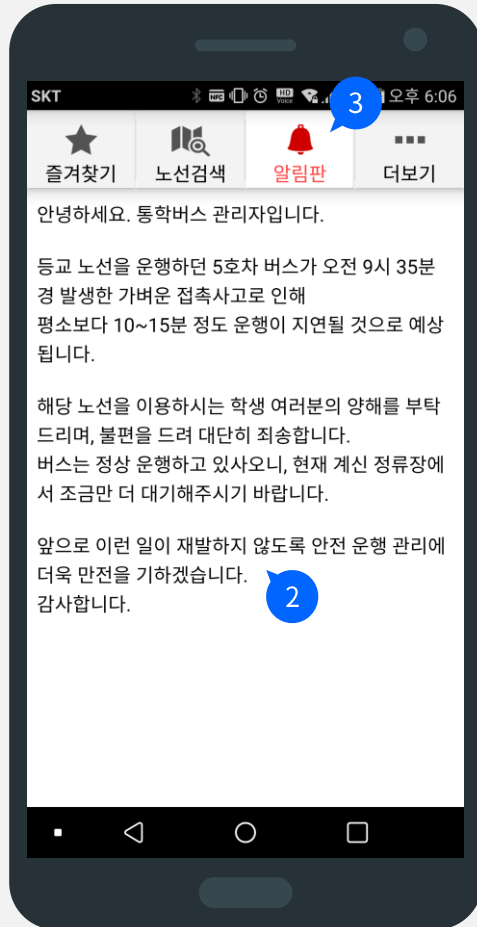 SKT NFC HD Voice 오후 6:06
3
즐겨찾기 노선검색 알림판 더보기
안녕하세요. 통학버스 관리자입니다.
등교 노선을 운행하던 5호차 버스가 오전 9시 35분
경 발생한 가벼운 접촉사고로 인해
평소보다 10~15분 정도 운행이 지연될 것으로 예상
됩니다.
해당 노선을 이용하시는 학생 여러분의 양해를 부탁
드리며, 불편을 드려 대단히 죄송합니다.
버스는 정상 운행하고 있사오니, 현재 계신 정류장에
서 조금만 더 대기해주시기 바랍니다.
앞으로 이런 일이 재발하지 않도록 안전 운행 관리에
더욱 만전을 기하겠습니다.
2
감사합니다.